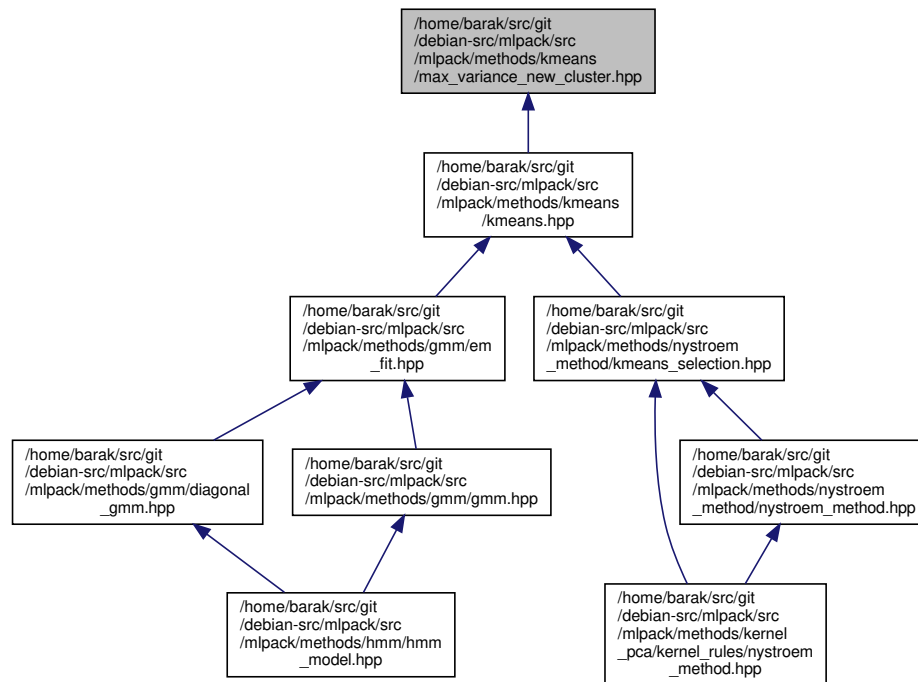 /home/barak/src/git
/debian-src/mlpack/src
/mlpack/methods/kmeans
/max_variance_new_cluster.hpp
/home/barak/src/git
/debian-src/mlpack/src
/mlpack/methods/kmeans
/kmeans.hpp
/home/barak/src/git
/debian-src/mlpack/src
/mlpack/methods/gmm/em
_fit.hpp
/home/barak/src/git
/debian-src/mlpack/src
/mlpack/methods/nystroem
_method/kmeans_selection.hpp
/home/barak/src/git
/debian-src/mlpack/src
/mlpack/methods/gmm/diagonal
_gmm.hpp
/home/barak/src/git
/debian-src/mlpack/src
/mlpack/methods/gmm/gmm.hpp
/home/barak/src/git
/debian-src/mlpack/src
/mlpack/methods/nystroem
_method/nystroem_method.hpp
/home/barak/src/git
/debian-src/mlpack/src
/mlpack/methods/hmm/hmm
_model.hpp
/home/barak/src/git
/debian-src/mlpack/src
/mlpack/methods/kernel
_pca/kernel_rules/nystroem
_method.hpp